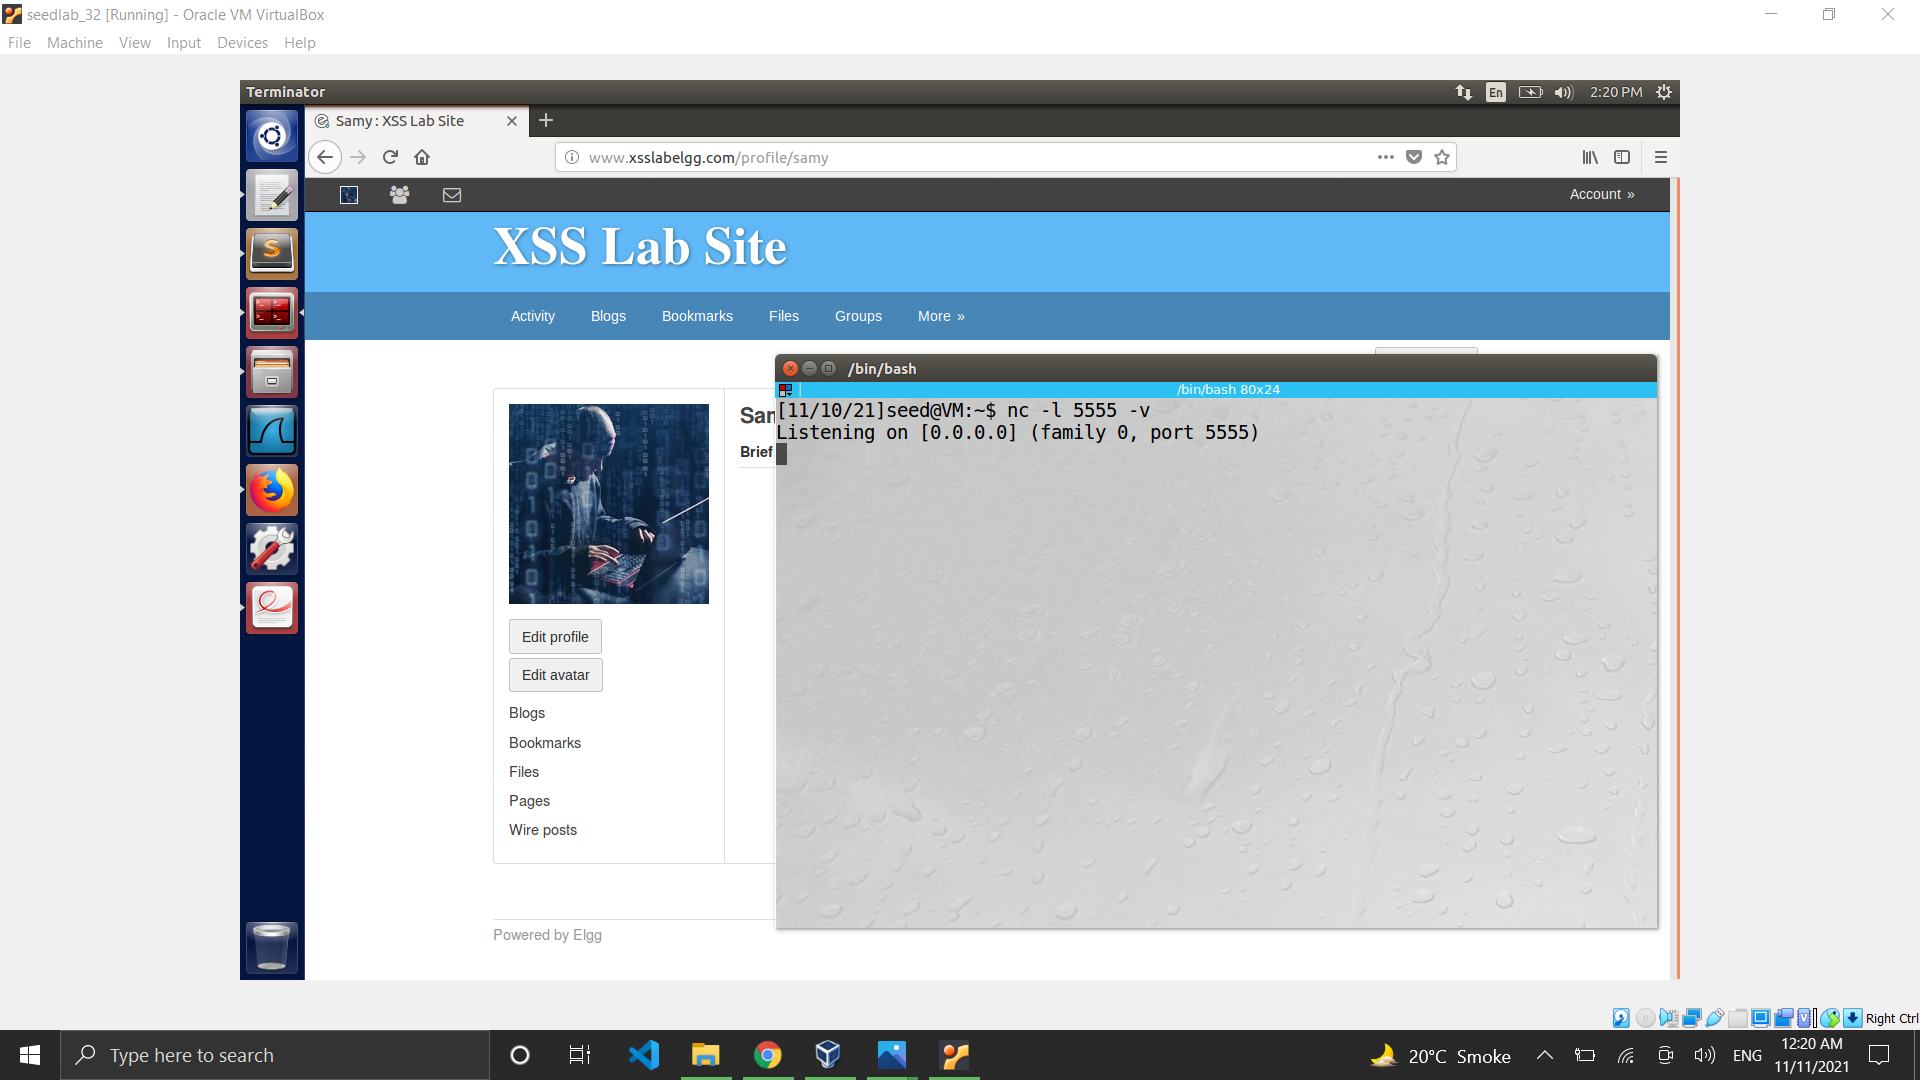 seedlab_32 [Running] - Oracle VM VirtualBox
File Machine View Input Devices Help
Terminator
En
2:20 PM
Samy : XSS Lab Site
www.xsslabelgg.com/profile/samy
Account »
XSS Lab Site
Activity Blogs Bookmarks Files Groups More »
/bin/bash
/bin/bash 80x24
[11/10/21]seed@VM:~$ nc -l 5555 -v
Listening on [0.0.0.0] (family 0, port 5555)
Brief
Edit profile
Edit avatar
Blogs
Bookmarks
Files
Pages
Wire posts
Powered by Elgg
Right Ctrl
Type here to search
20°C Smoke
ENG
12:20 AM
11/11/2021